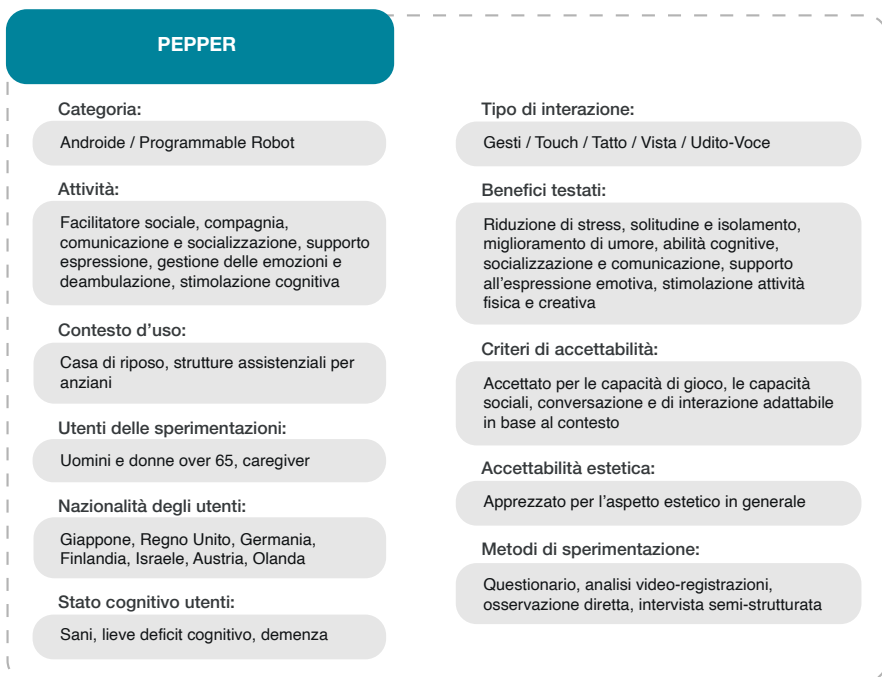 PEPPER
Categoria:
Androide / Programmable Robot
Attività:
Facilitatore sociale, compagnia,
comunicazione e socializzazione, supporto
espressione, gestione delle emozioni e
deambulazione, stimolazione cognitiva
Contesto d’uso:
Casa di riposo, strutture assistenziali per
anziani
Utenti delle sperimentazioni:
Uomini e donne over 65, caregiver
Nazionalità degli utenti:
Giappone, Regno Unito, Germania,
Finlandia, Israele, Austria, Olanda
Stato cognitivo utenti:
Sani, lieve deficit cognitivo, demenza
Tipo di interazione:
Gesti / Touch / Tatto / Vista / Udito-Voce
Benefici testati:
Riduzione di stress, solitudine e isolamento,
miglioramento di umore, abilità cognitive,
socializzazione e comunicazione, supporto
all’espressione emotiva, stimolazione attività
fisica e creativa
Criteri di accettabilità:
Accettato per le capacità di gioco, le capacità
sociali, conversazione e di interazione adattabile
in base al contesto
Accettabilità estetica:
Apprezzato per l’aspetto estetico in generale
Metodi di sperimentazione:
Questionario, analisi video-registrazioni,
osservazione diretta, intervista semi-strutturata